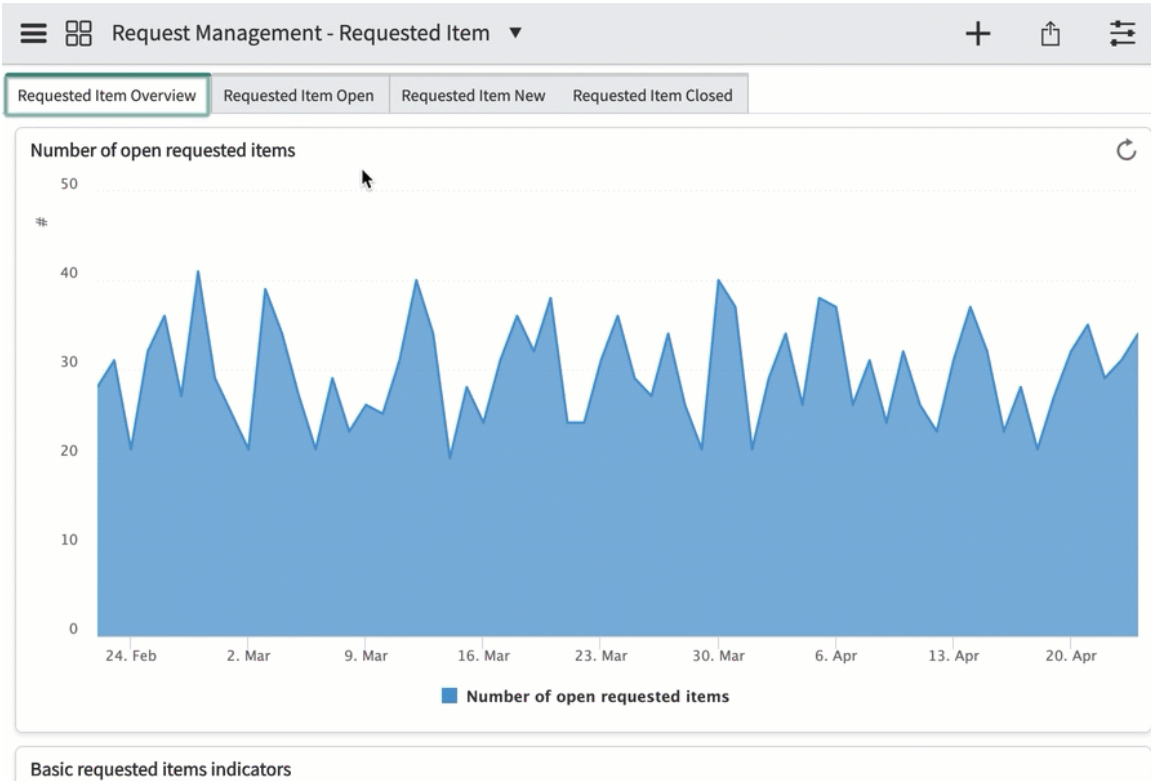 Request Management - Requested Item ▼
Requested Item Overview Requested Item Open Requested Item New Requested Item Closed
Number of open requested items
50
#
40
30
20
10
0
24. Feb 2. Mar 9. Mar 16. Mar 23. Mar 30. Mar 6. Apr 13. Apr 20. Apr
Number of open requested items
Basic requested items indicators